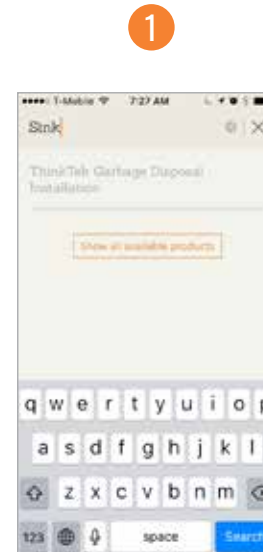 1
T-Mobile 7:27 AM
Sink
ThinkTek Garbage Disposal
Installation
Show all available products
q w e r t y u i o p
a s d f g h j k l
z x c v b n m
123 space Search